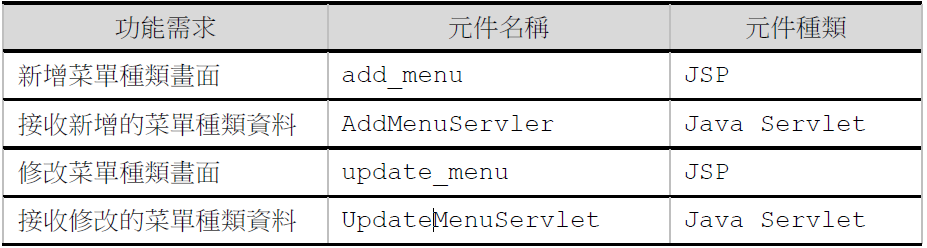 功能需求 元件名稱 元件種類
新增菜單種類畫面 add_menu JSP
接收新增的菜單種類資料 AddMenuServler Java Servlet
修改菜單種類畫面 update_menu JSP
接收修改的菜單種類資料 UpdateMenuServlet Java Servlet